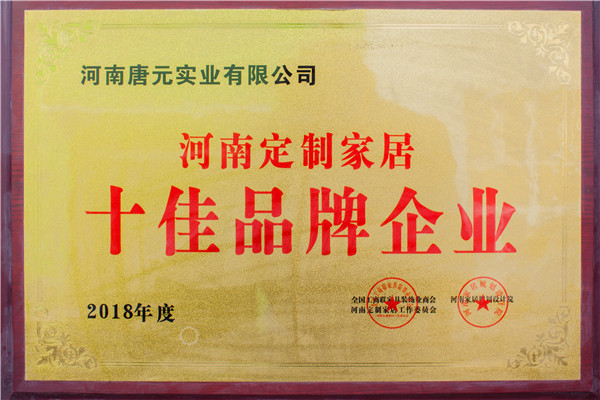 河南唐元实业有限公司
河南定制家居
十佳品牌企业
2018年度
全国工商联家具装饰业商会
河南定制家居工作委员会